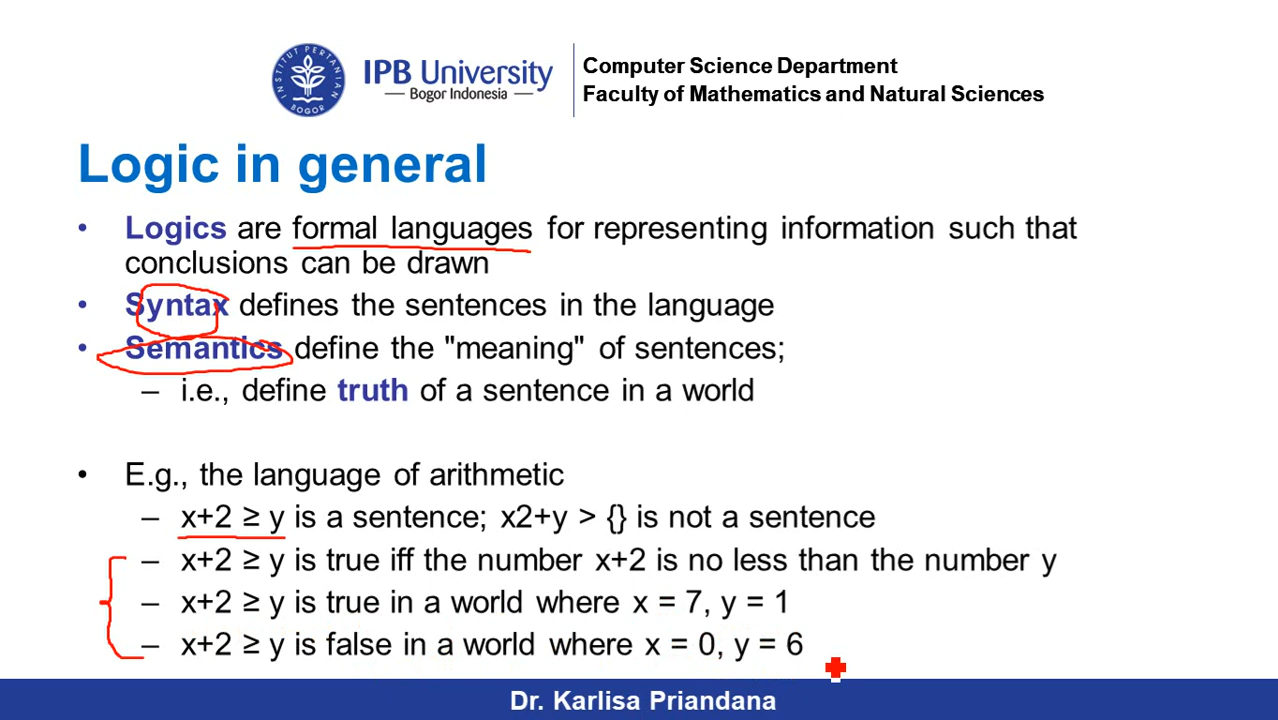 INSTITUT PERTANIAN
BOGOR
IPB University
Bogor Indonesia
Computer Science Department
Faculty of Mathematics and Natural Sciences
Logic in general
• Logics are formal languages for representing information such that
conclusions can be drawn
• Syntax defines the sentences in the language
• Semantics define the "meaning" of sentences;
– i.e., define truth of a sentence in a world
• E.g., the language of arithmetic
– x+2 ≥ y is a sentence; x2+y > {} is not a sentence
– x+2 ≥ y is true iff the number x+2 is no less than the number y
– x+2 ≥ y is true in a world where x = 7, y = 1
– x+2 ≥ y is false in a world where x = 0, y = 6
Dr. Karlisa Priandana